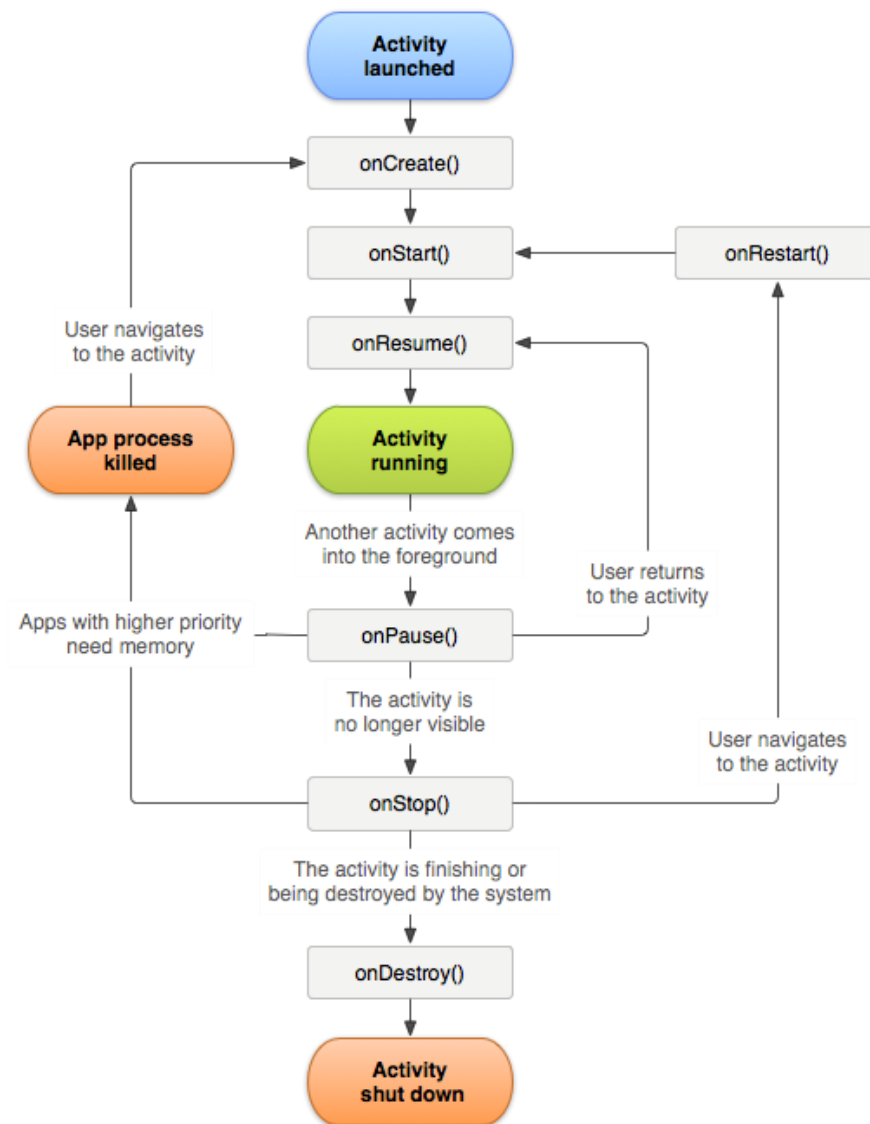 Activity
launched
onCreate()
onStart()
onRestart()
onResume()
User navigates
to the activity
App process
killed
Activity
running
Another activity comes
into the foreground
User returns
to the activity
Apps with higher priority
need memory
onPause()
The activity is
no longer visible
User navigates
to the activity
onStop()
The activity is finishing or
being destroyed by the system
onDestroy()
Activity
shut down